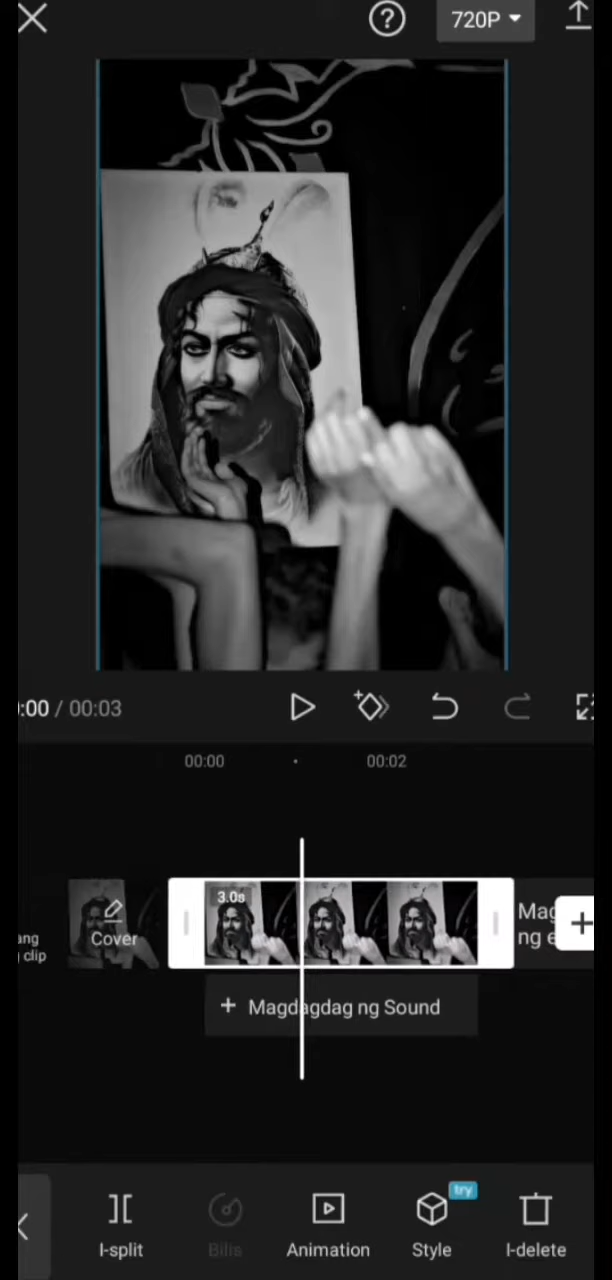 720P
:00 / 00:03
00:00
00:02
3.0s
ang
clip
Cover
Mag
ng e
+ Magdagdag ng Sound
try
I-split
Bilis
Animation
Style
I-delete